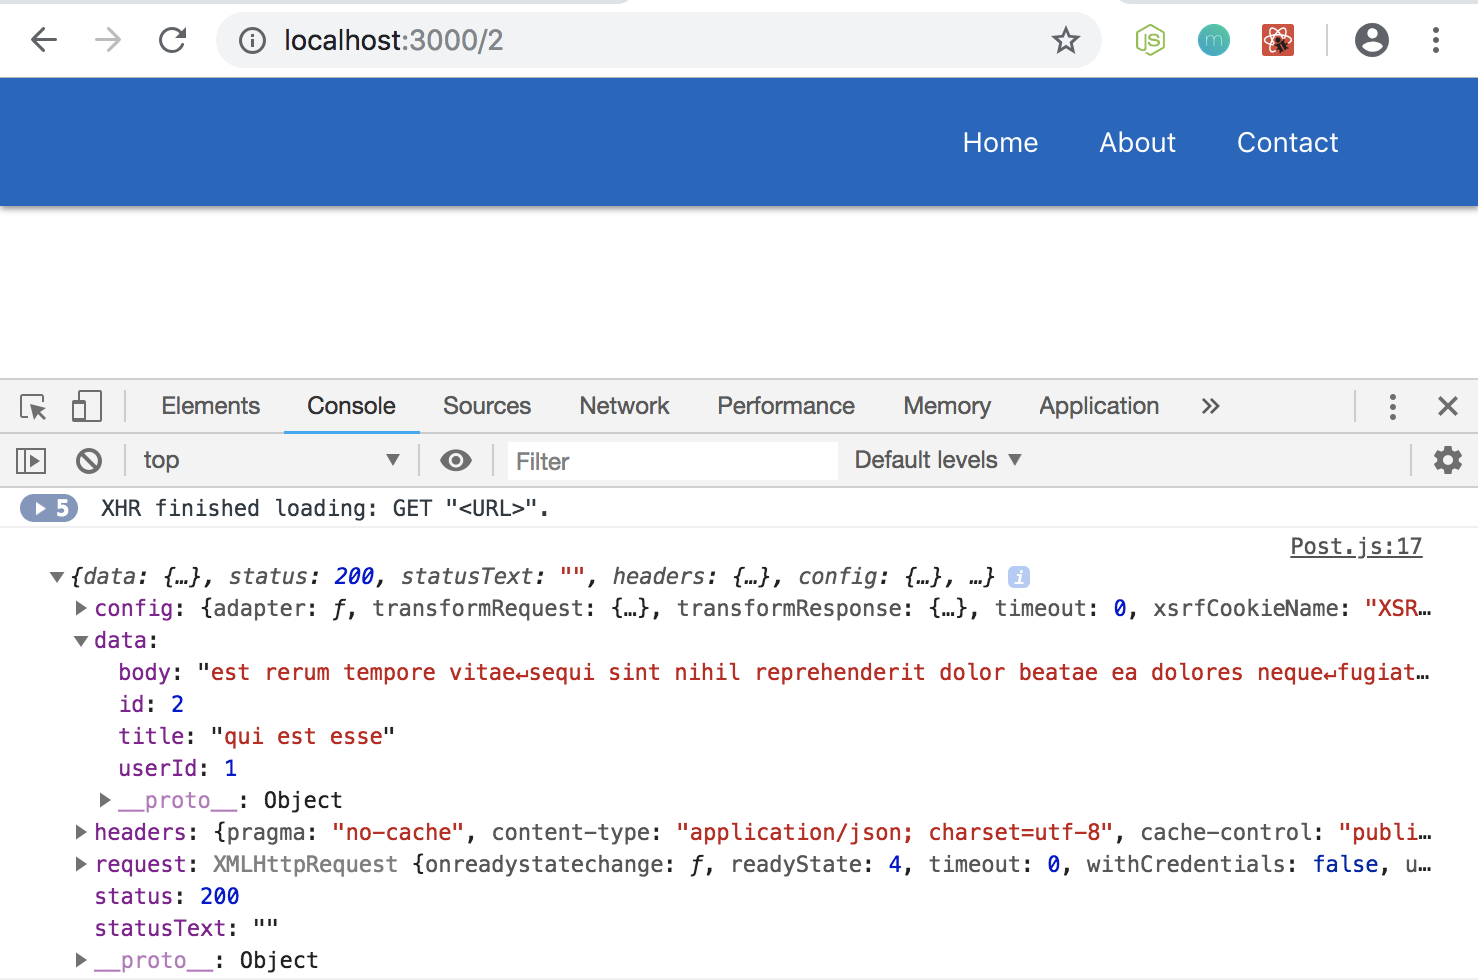 localhost:3000/2
Home About Contact
Elements Console Sources Network Performance Memory Application »
top Filter Default levels
5 XHR finished loading: GET "<URL>".
Post.js:17
{data: {…}, status: 200, statusText: "", headers: {…}, config: {…}, …}
config: {adapter: ƒ, transformRequest: {…}, transformResponse: {…}, timeout: 0, xsrfCookieName: "XSR…
data:
body: "est rerum tempore vitae↵sequi sint nihil reprehenderit dolor beatae ea dolores neque↵fugiat…
id: 2
title: "qui est esse"
userId: 1
__proto__: Object
headers: {pragma: "no-cache", content-type: "application/json; charset=utf-8", cache-control: "publi…
request: XMLHttpRequest {onreadystatechange: ƒ, readyState: 4, timeout: 0, withCredentials: false, u…
status: 200
statusText: ""
__proto__: Object